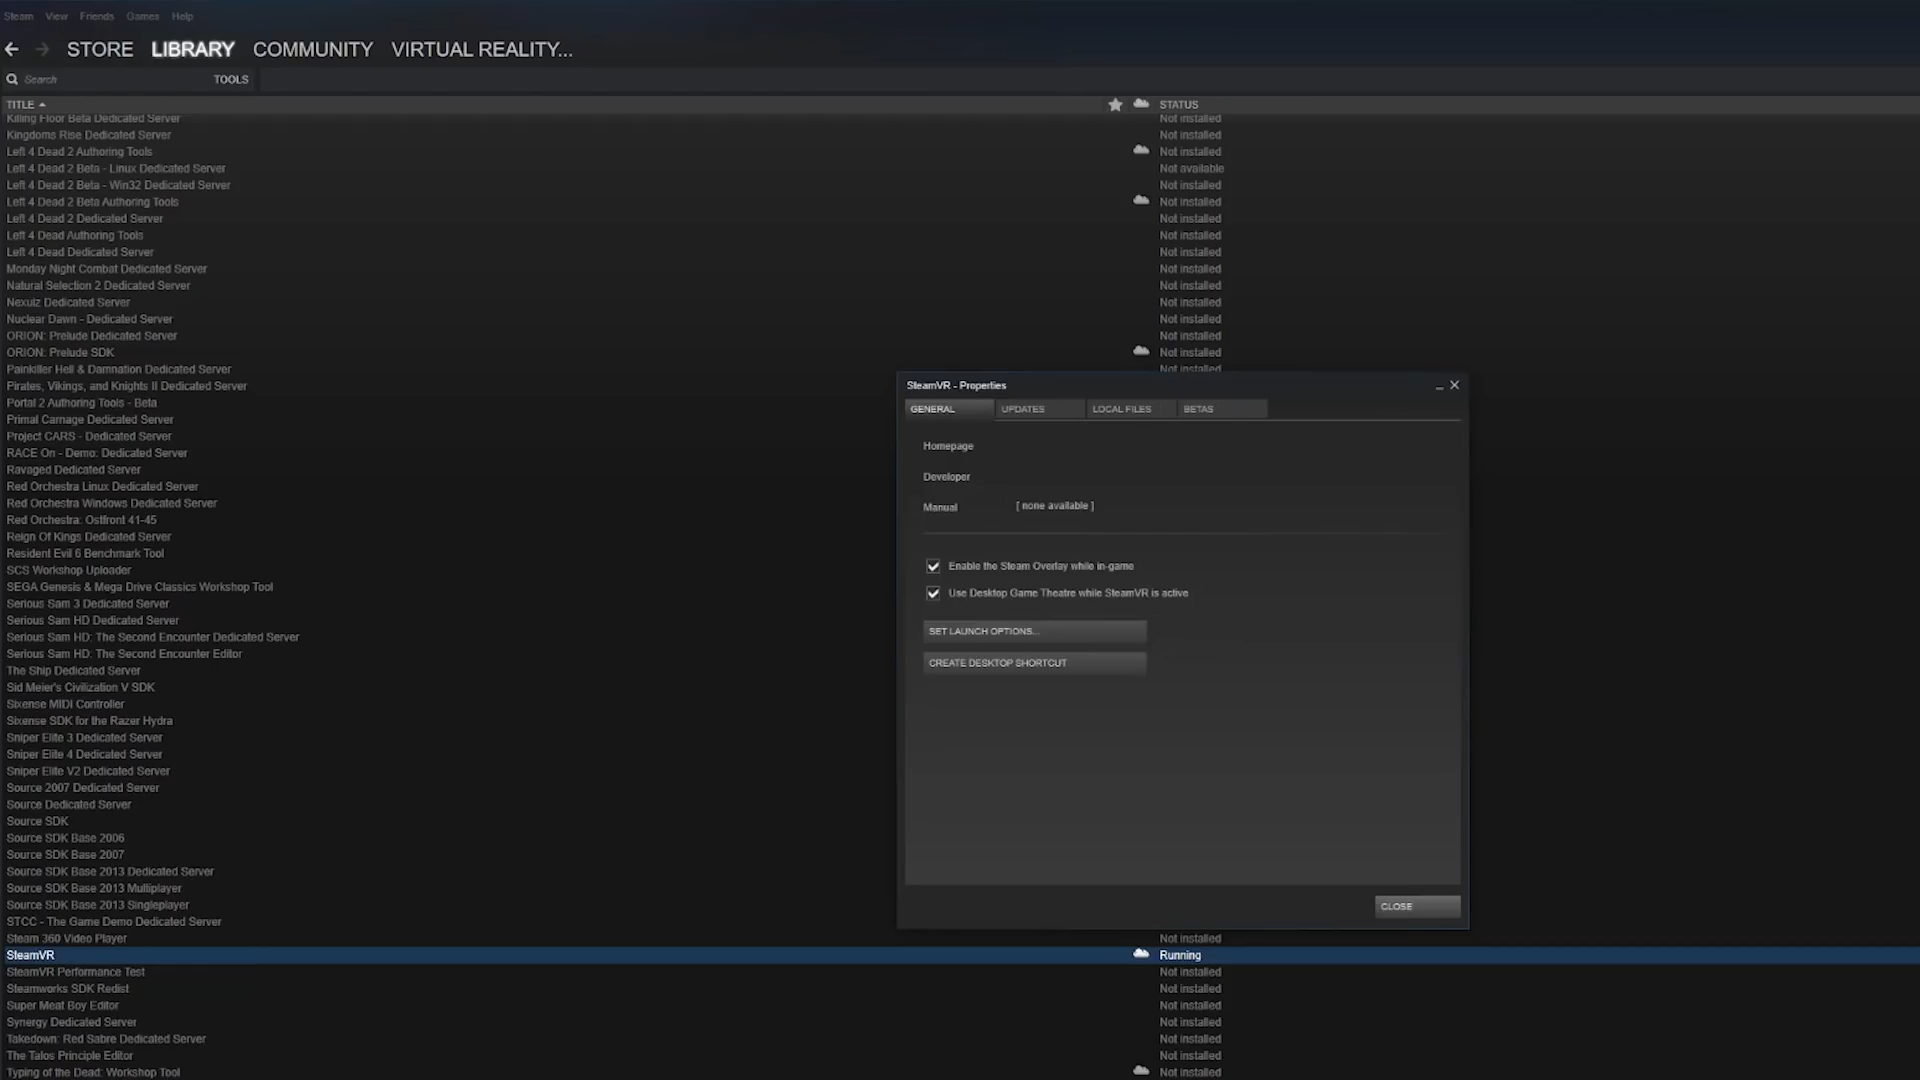 Steam View Friends Games Help
STORE LIBRARY COMMUNITY VIRTUAL REALITY...
Search TOOLS
TITLE STATUS
Killing Floor Beta Dedicated Server Not installed
Kingdoms Rise Dedicated Server Not installed
Left 4 Dead 2 Authoring Tools Not installed
Left 4 Dead 2 Beta - Linux Dedicated Server Not available
Left 4 Dead 2 Beta - Win32 Dedicated Server Not installed
Left 4 Dead 2 Beta Authoring Tools Not installed
Left 4 Dead 2 Dedicated Server Not installed
Left 4 Dead Authoring Tools Not installed
Left 4 Dead Dedicated Server Not installed
Monday Night Combat Dedicated Server Not installed
Natural Selection 2 Dedicated Server Not installed
Nexuiz Dedicated Server Not installed
Nuclear Dawn - Dedicated Server Not installed
ORION: Prelude Dedicated Server Not installed
ORION: Prelude SDK Not installed
Painkiller Hell & Damnation Dedicated Server Not installed
Pirates, Vikings, and Knights II Dedicated Server
Portal 2 Authoring Tools - Beta
Primal Carnage Dedicated Server
Project CARS - Dedicated Server
RACE On - Demo: Dedicated Server
Ravaged Dedicated Server
Red Orchestra Linux Dedicated Server
Red Orchestra Windows Dedicated Server
Red Orchestra: Ostfront 41-45
Reign Of Kings Dedicated Server
Resident Evil 6 Benchmark Tool
SCS Workshop Uploader
SEGA Genesis & Mega Drive Classics Workshop Tool
Serious Sam 3 Dedicated Server
Serious Sam HD Dedicated Server
Serious Sam HD: The Second Encounter Dedicated Server
Serious Sam HD: The Second Encounter Editor
The Ship Dedicated Server
Sid Meier's Civilization V SDK
Sixense MIDI Controller
Sixense SDK for the Razer Hydra
Sniper Elite 3 Dedicated Server
Sniper Elite 4 Dedicated Server
Sniper Elite V2 Dedicated Server
Source 2007 Dedicated Server
Source Dedicated Server
Source SDK
Source SDK Base 2006
Source SDK Base 2007
Source SDK Base 2013 Dedicated Server
Source SDK Base 2013 Multiplayer
Source SDK Base 2013 Singleplayer
STCC - The Game Demo Dedicated Server
Steam 360 Video Player Not installed
SteamVR Running
SteamVR Performance Test Not installed
Steamworks SDK Redist Not installed
Super Meat Boy Editor Not installed
Synergy Dedicated Server Not installed
Takedown: Red Sabre Dedicated Server Not installed
The Talos Principle Editor Not installed
Typing of the Dead: Workshop Tool Not installed
SteamVR - Properties
GENERAL UPDATES LOCAL FILES BETAS
Homepage
Developer
Manual [ none available ]
Enable the Steam Overlay while in-game
Use Desktop Game Theatre while SteamVR is active
SET LAUNCH OPTIONS...
CREATE DESKTOP SHORTCUT
CLOSE